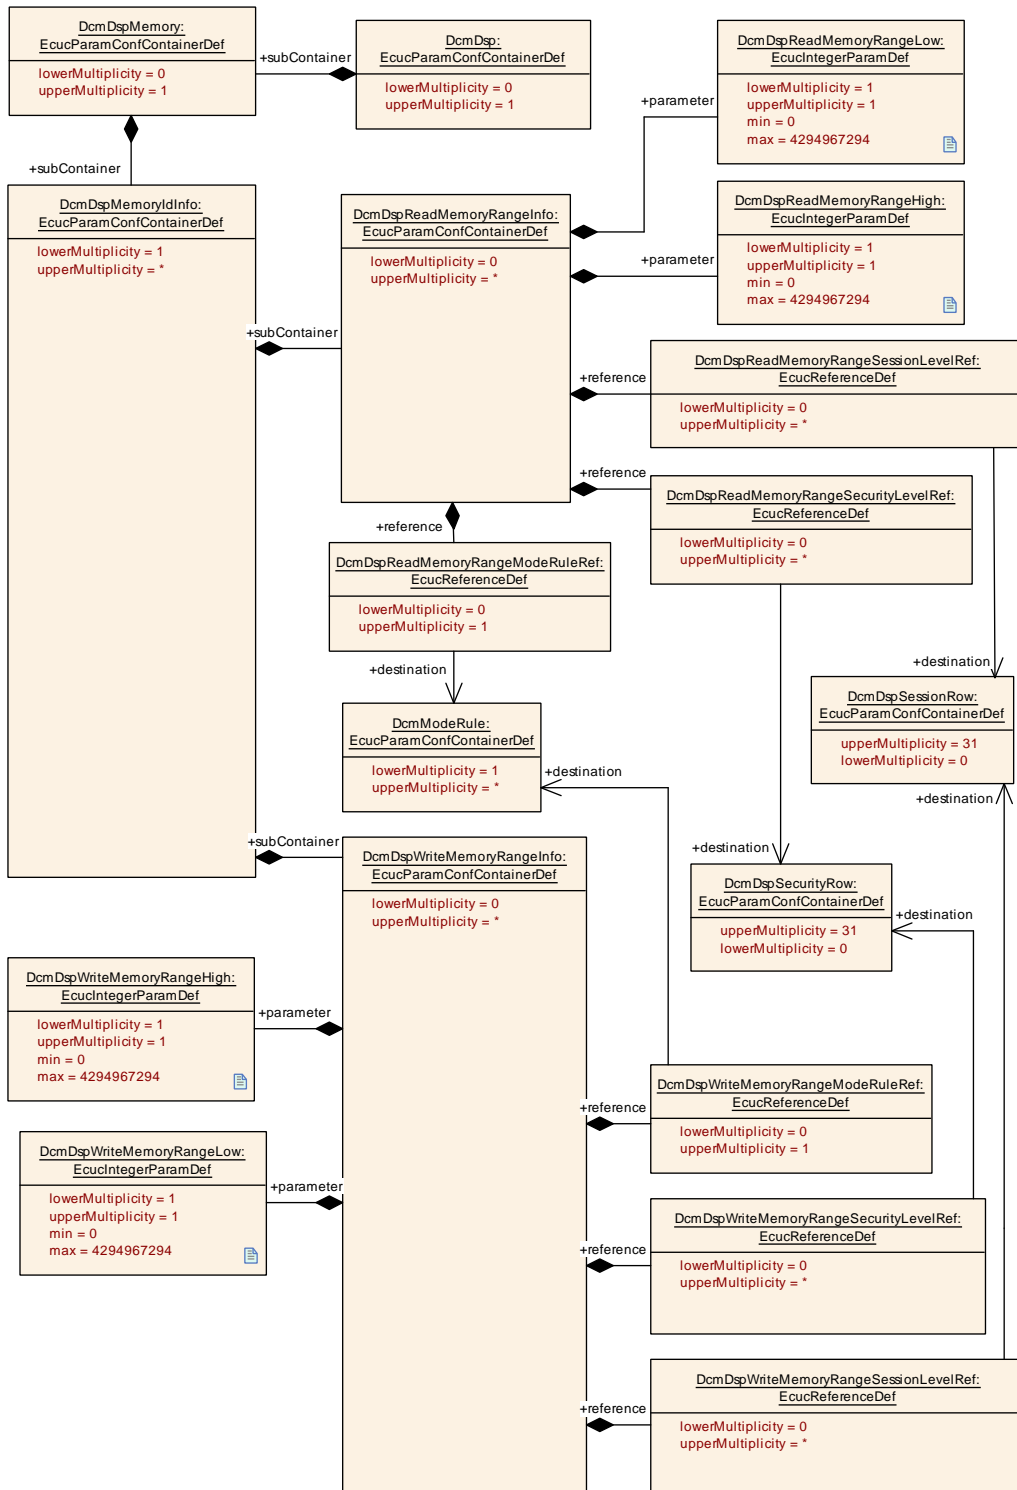 DcmDspMemory:
EcucParamConfContainerDef
lowerMultiplicity = 0
upperMultiplicity = 1
+subContainer
DcmDsp:
EcucParamConfContainerDef
lowerMultiplicity = 0
upperMultiplicity = 1
DcmDspReadMemoryRangeLow:
EcucIntegerParamDef
lowerMultiplicity = 1
upperMultiplicity = 1
min = 0
max = 4294967294
+parameter
+subContainer
DcmDspMemoryIdInfo:
EcucParamConfContainerDef
lowerMultiplicity = 1
upperMultiplicity = *
DcmDspReadMemoryRangeInfo:
EcucParamConfContainerDef
lowerMultiplicity = 0
upperMultiplicity = *
DcmDspReadMemoryRangeHigh:
EcucIntegerParamDef
lowerMultiplicity = 1
upperMultiplicity = 1
min = 0
max = 4294967294
+parameter
+subContainer
+reference
DcmDspReadMemoryRangeSessionLevelRef:
EcucReferenceDef
lowerMultiplicity = 0
upperMultiplicity = *
+reference
DcmDspReadMemoryRangeSecurityLevelRef:
EcucReferenceDef
lowerMultiplicity = 0
upperMultiplicity = *
+reference
DcmDspReadMemoryRangeModeRuleRef:
EcucReferenceDef
lowerMultiplicity = 0
upperMultiplicity = 1
+destination
+destination
DcmDspSessionRow:
EcucParamConfContainerDef
upperMultiplicity = 31
lowerMultiplicity = 0
DcmModeRule:
EcucParamConfContainerDef
lowerMultiplicity = 1
upperMultiplicity = *
+destination
+destination
+subContainer
DcmDspWriteMemoryRangeInfo:
EcucParamConfContainerDef
lowerMultiplicity = 0
upperMultiplicity = *
+destination
DcmDspSecurityRow:
EcucParamConfContainerDef
upperMultiplicity = 31
lowerMultiplicity = 0
+destination
DcmDspWriteMemoryRangeHigh:
EcucIntegerParamDef
lowerMultiplicity = 1
upperMultiplicity = 1
min = 0
max = 4294967294
+parameter
DcmDspWriteMemoryRangeModeRuleRef:
EcucReferenceDef
lowerMultiplicity = 0
upperMultiplicity = 1
+reference
DcmDspWriteMemoryRangeLow:
EcucIntegerParamDef
lowerMultiplicity = 1
upperMultiplicity = 1
min = 0
max = 4294967294
+parameter
DcmDspWriteMemoryRangeSecurityLevelRef:
EcucReferenceDef
lowerMultiplicity = 0
upperMultiplicity = *
+reference
DcmDspWriteMemoryRangeSessionLevelRef:
EcucReferenceDef
lowerMultiplicity = 0
upperMultiplicity = *
+reference